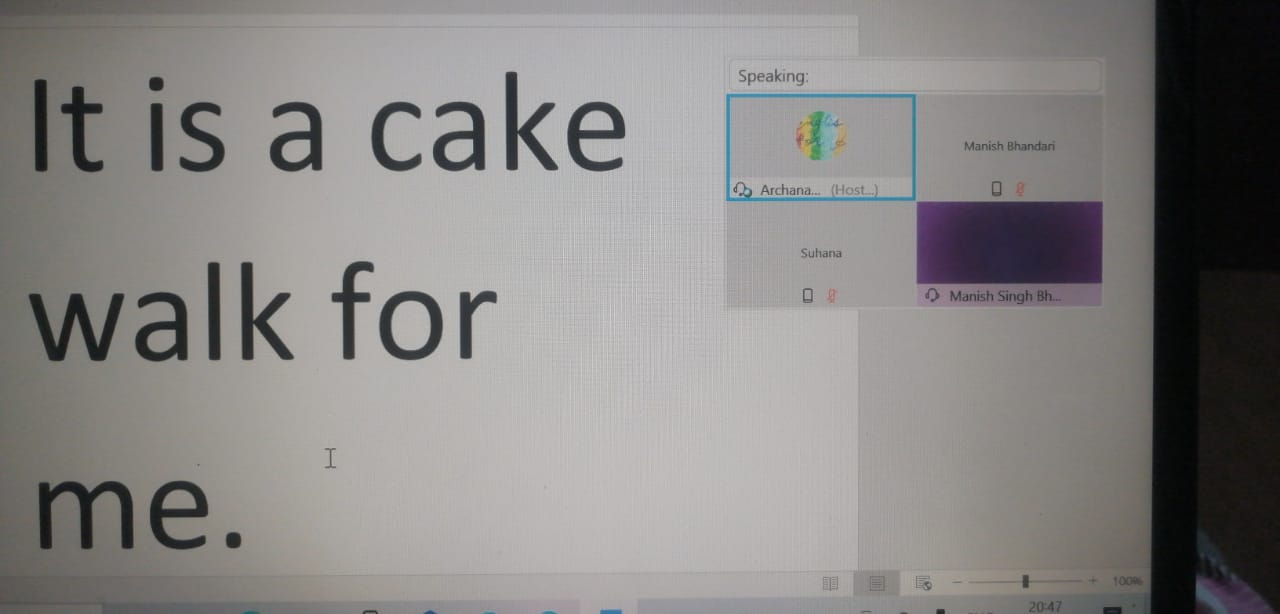 It is a cake
walk for
me.
Speaking:
Archana... (Host...)
Manish Bhandari
Suhana
Manish Singh Bh...
100%
20:47